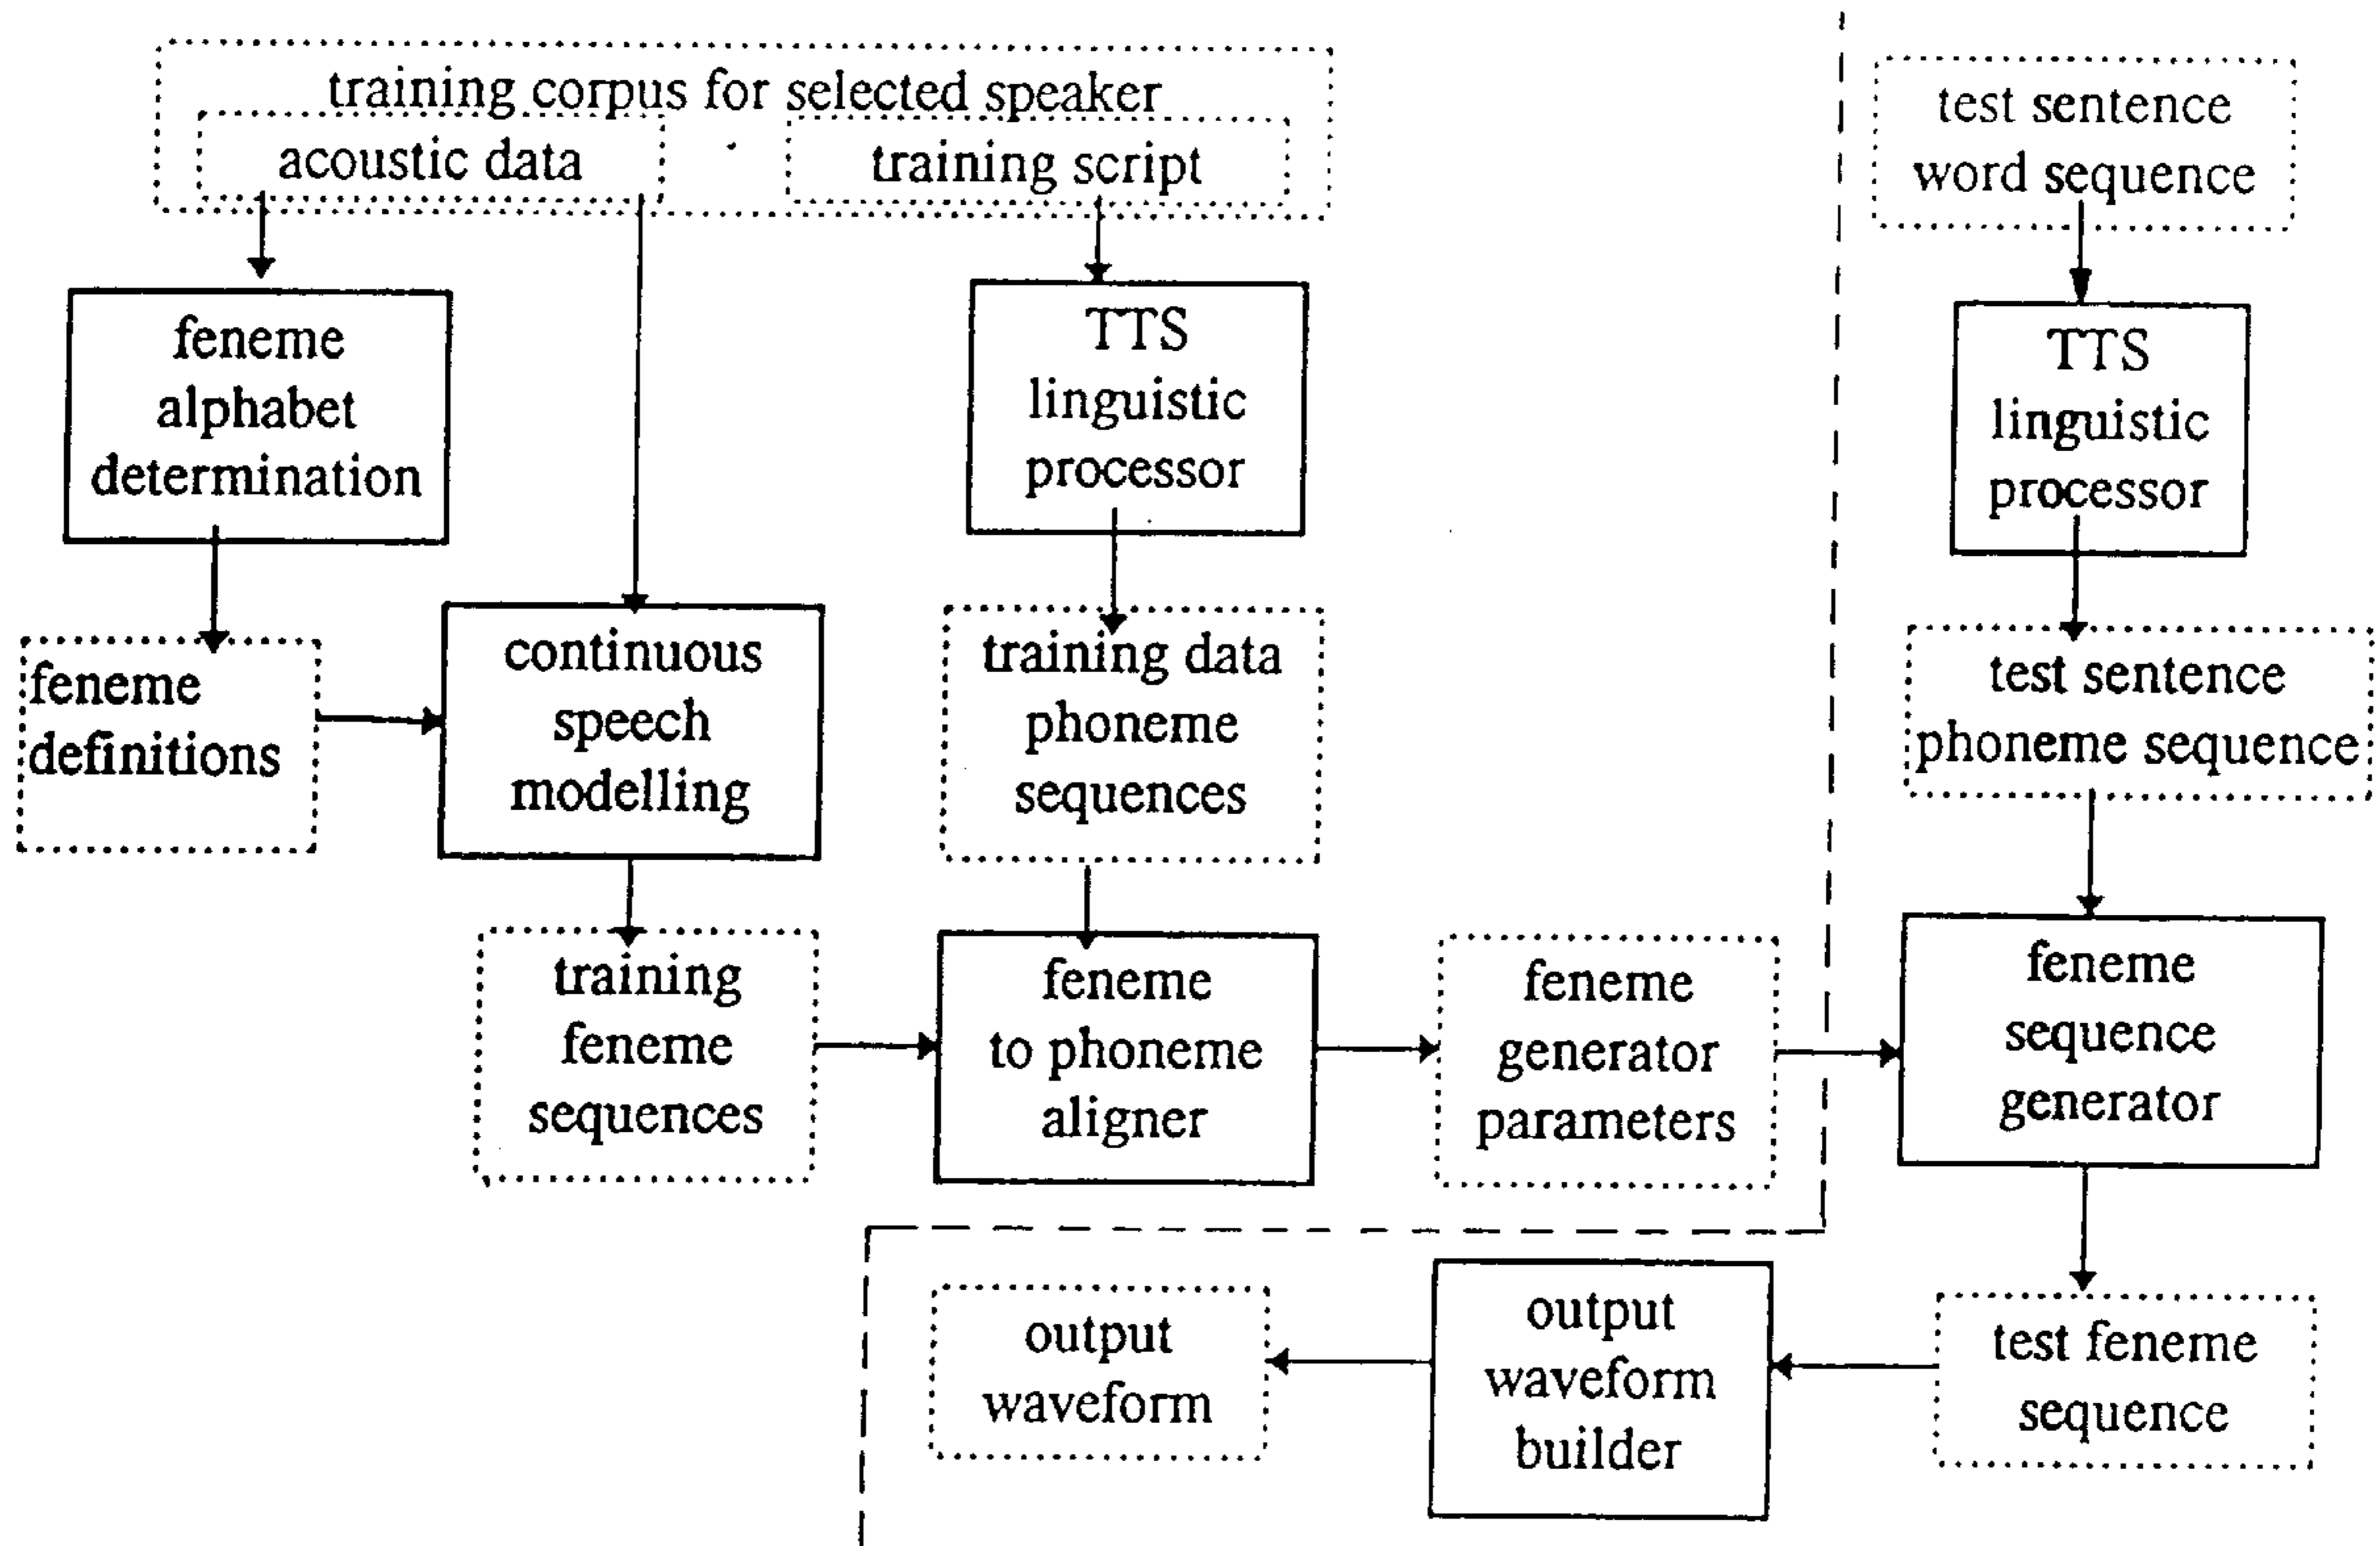 training corpus for selected speaker
acoustic data
training script
feneme
alphabet
determination
feneme
definitions
continuous
speech
modelling
TTS
linguistic
processor
training data
phoneme
sequences
training
feneme
sequences
feneme
to phoneme
aligner
feneme
generator
parameters
test sentence
word sequence
TTS
linguistic
processor
test sentence
phoneme sequence
feneme
sequence
generator
test feneme
sequence
output
waveform
builder
output
waveform